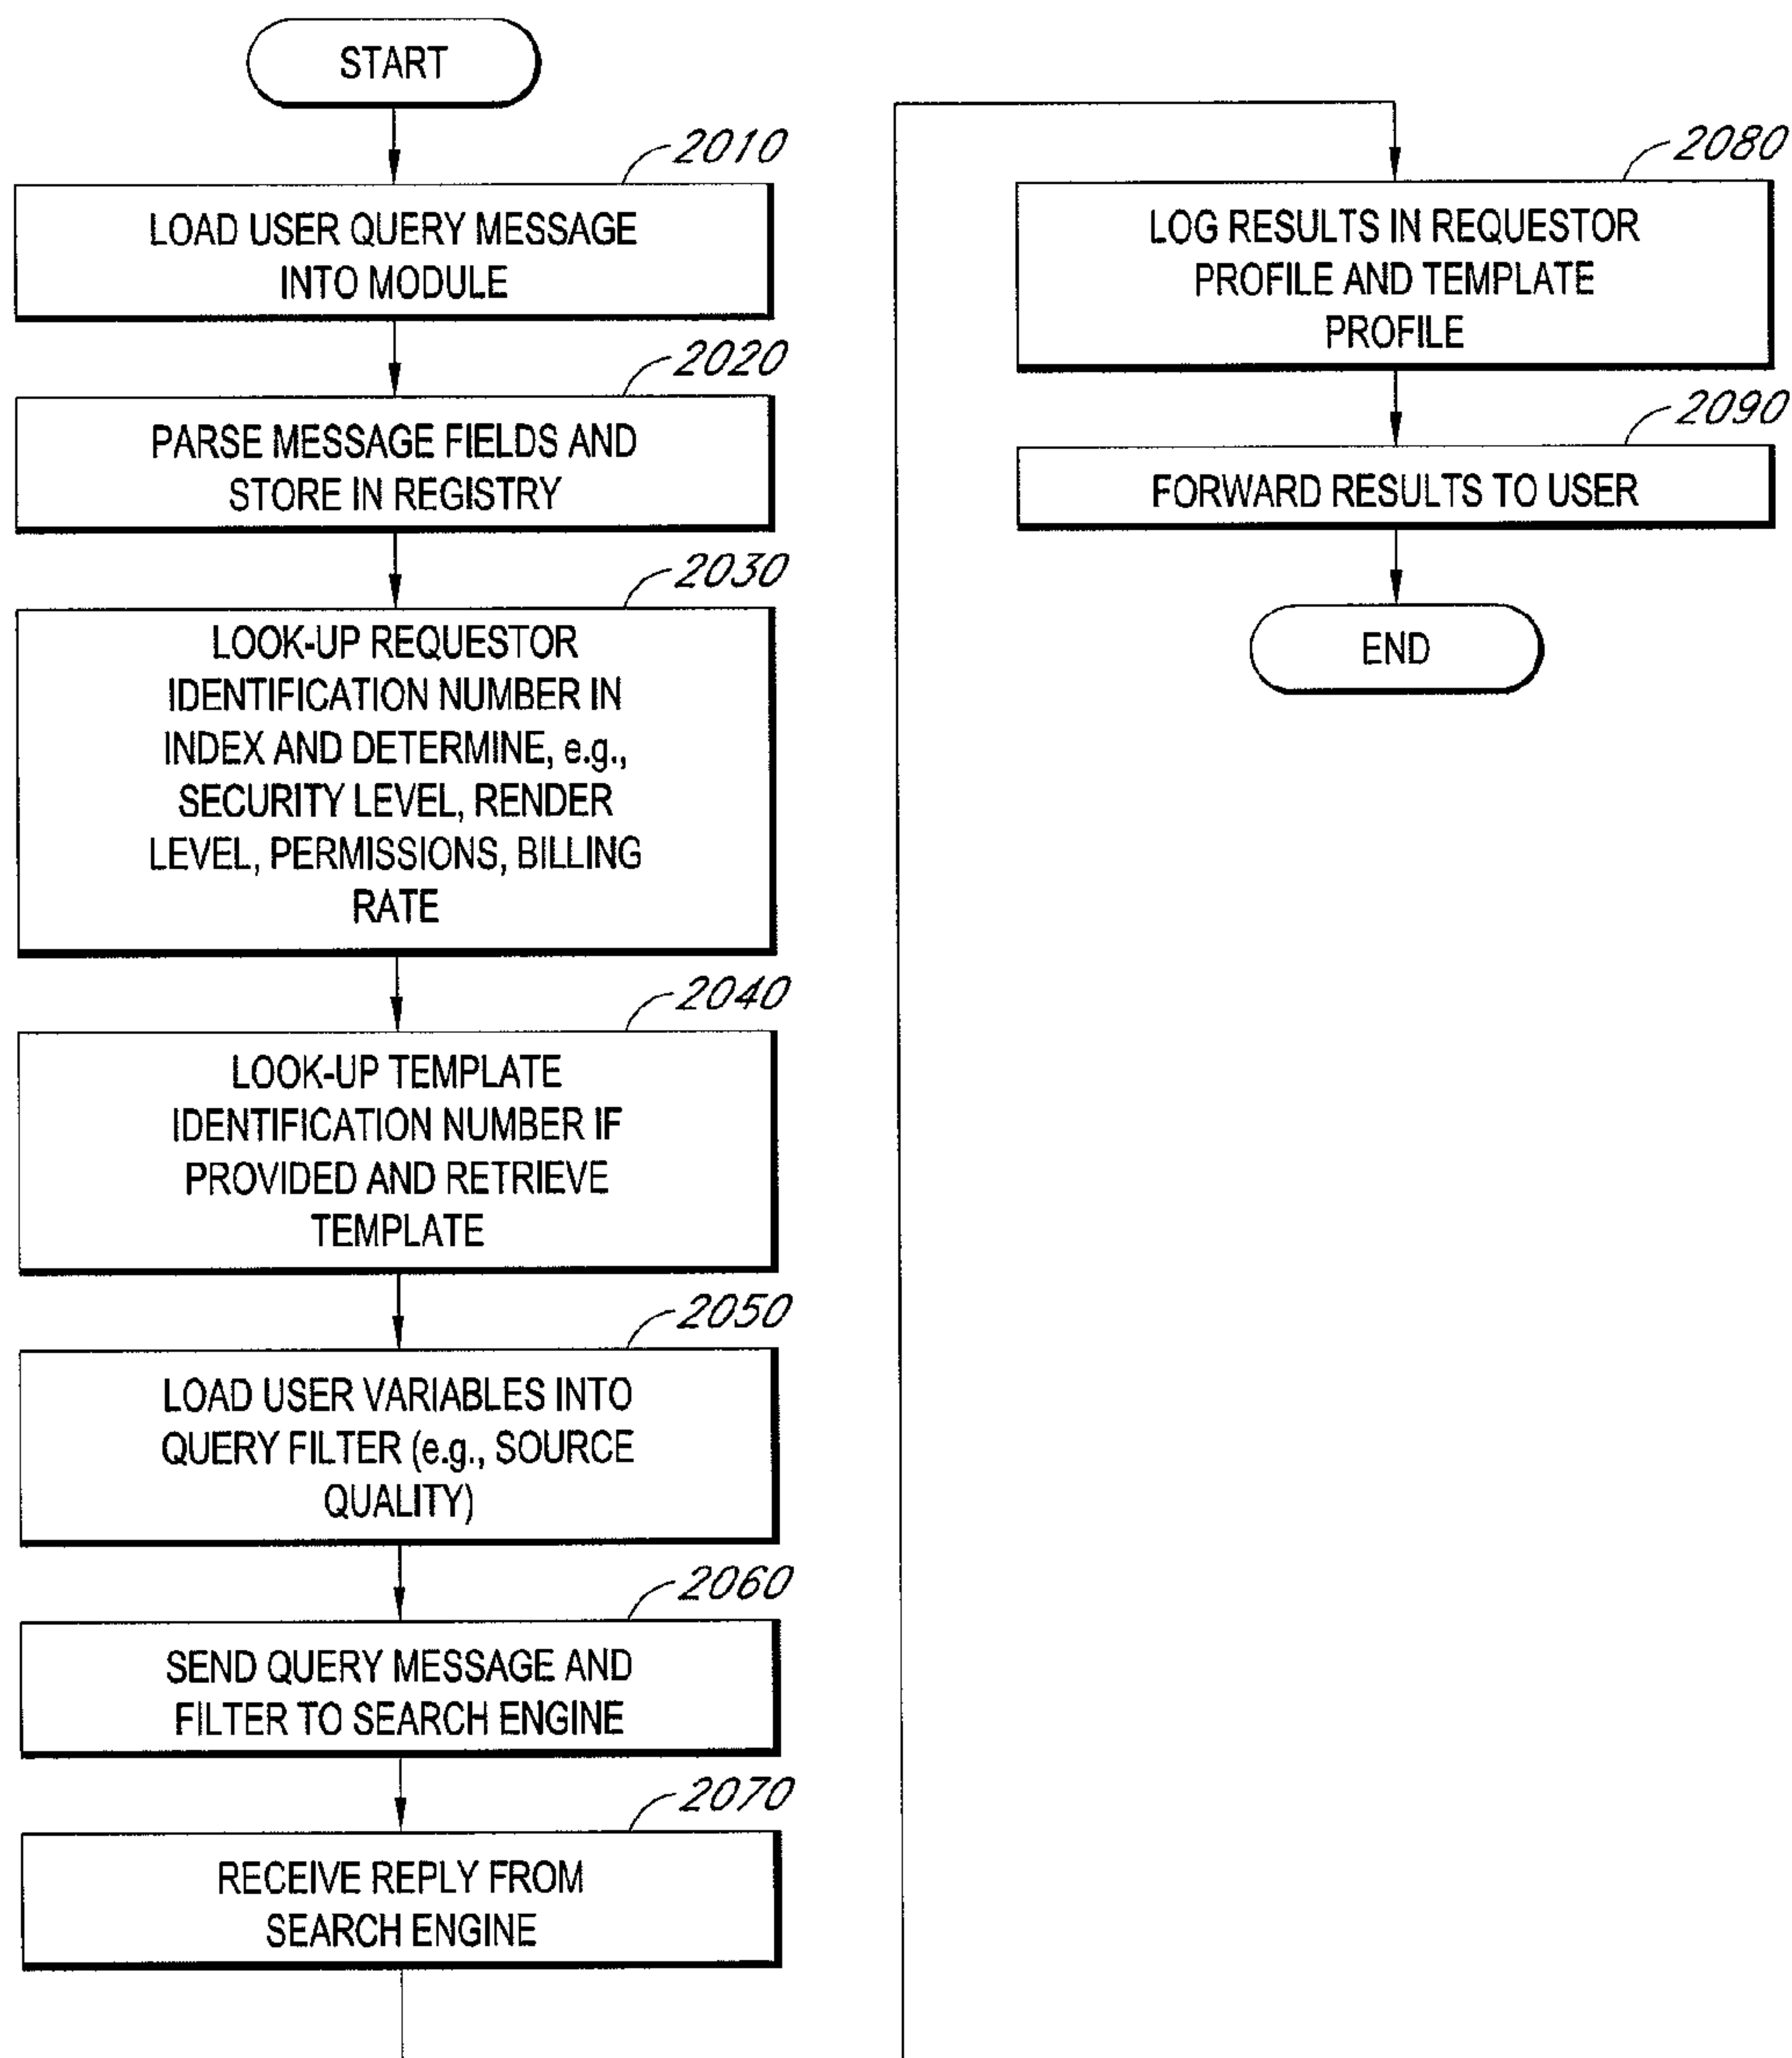 START
2010
LOAD USER QUERY MESSAGE
INTO MODULE
2020
PARSE MESSAGE FIELDS AND
STORE IN REGISTRY
2030
LOOK-UP REQUESTOR
IDENTIFICATION NUMBER IN
INDEX AND DETERMINE, e.g.,
SECURITY LEVEL, RENDER
LEVEL, PERMISSIONS, BILLING
RATE
2040
LOOK-UP TEMPLATE
IDENTIFICATION NUMBER IF
PROVIDED AND RETRIEVE
TEMPLATE
2050
LOAD USER VARIABLES INTO
QUERY FILTER (e.g., SOURCE
QUALITY)
2060
SEND QUERY MESSAGE AND
FILTER TO SEARCH ENGINE
2070
RECEIVE REPLY FROM
SEARCH ENGINE
2080
LOG RESULTS IN REQUESTOR
PROFILE AND TEMPLATE
PROFILE
2090
FORWARD RESULTS TO USER
END